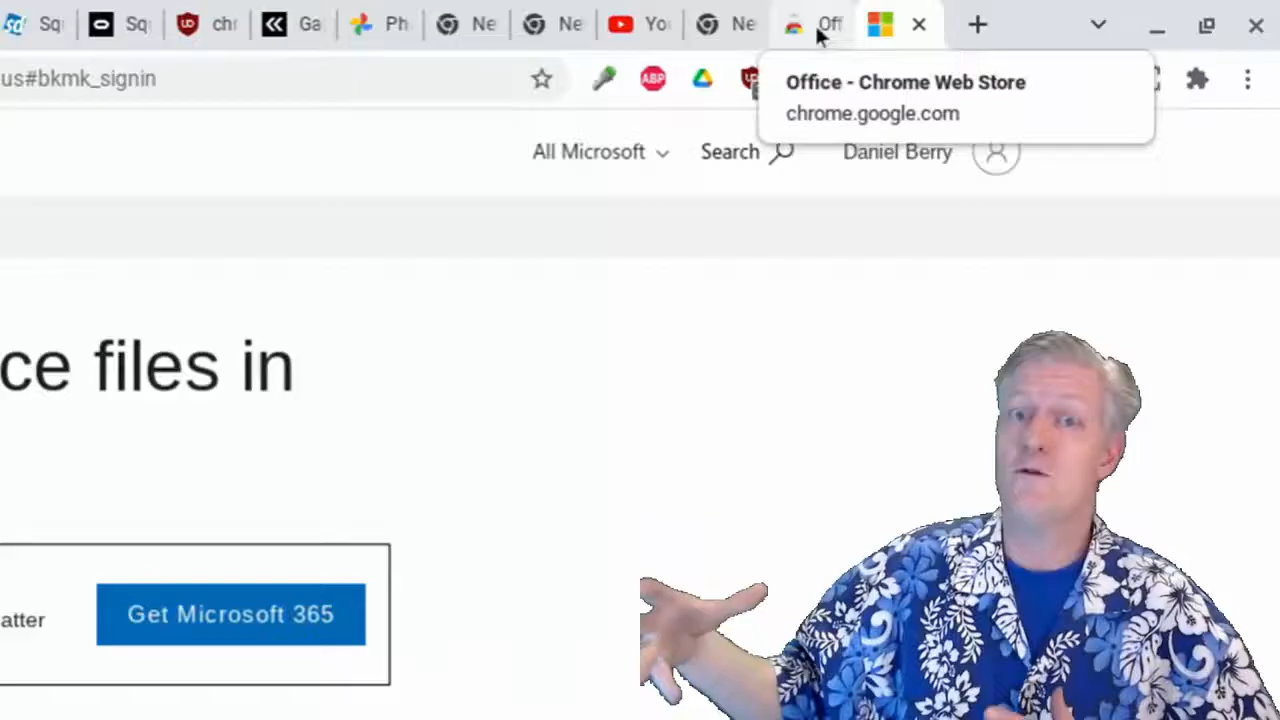 Sq Sq chr Ga Ph Ne Ne Yo Ne Off
us#bkmk_signin
ABP
Office - Chrome Web Store
chrome.google.com
All Microsoft Search Daniel Berry
ce files in
atter
Get Microsoft 365